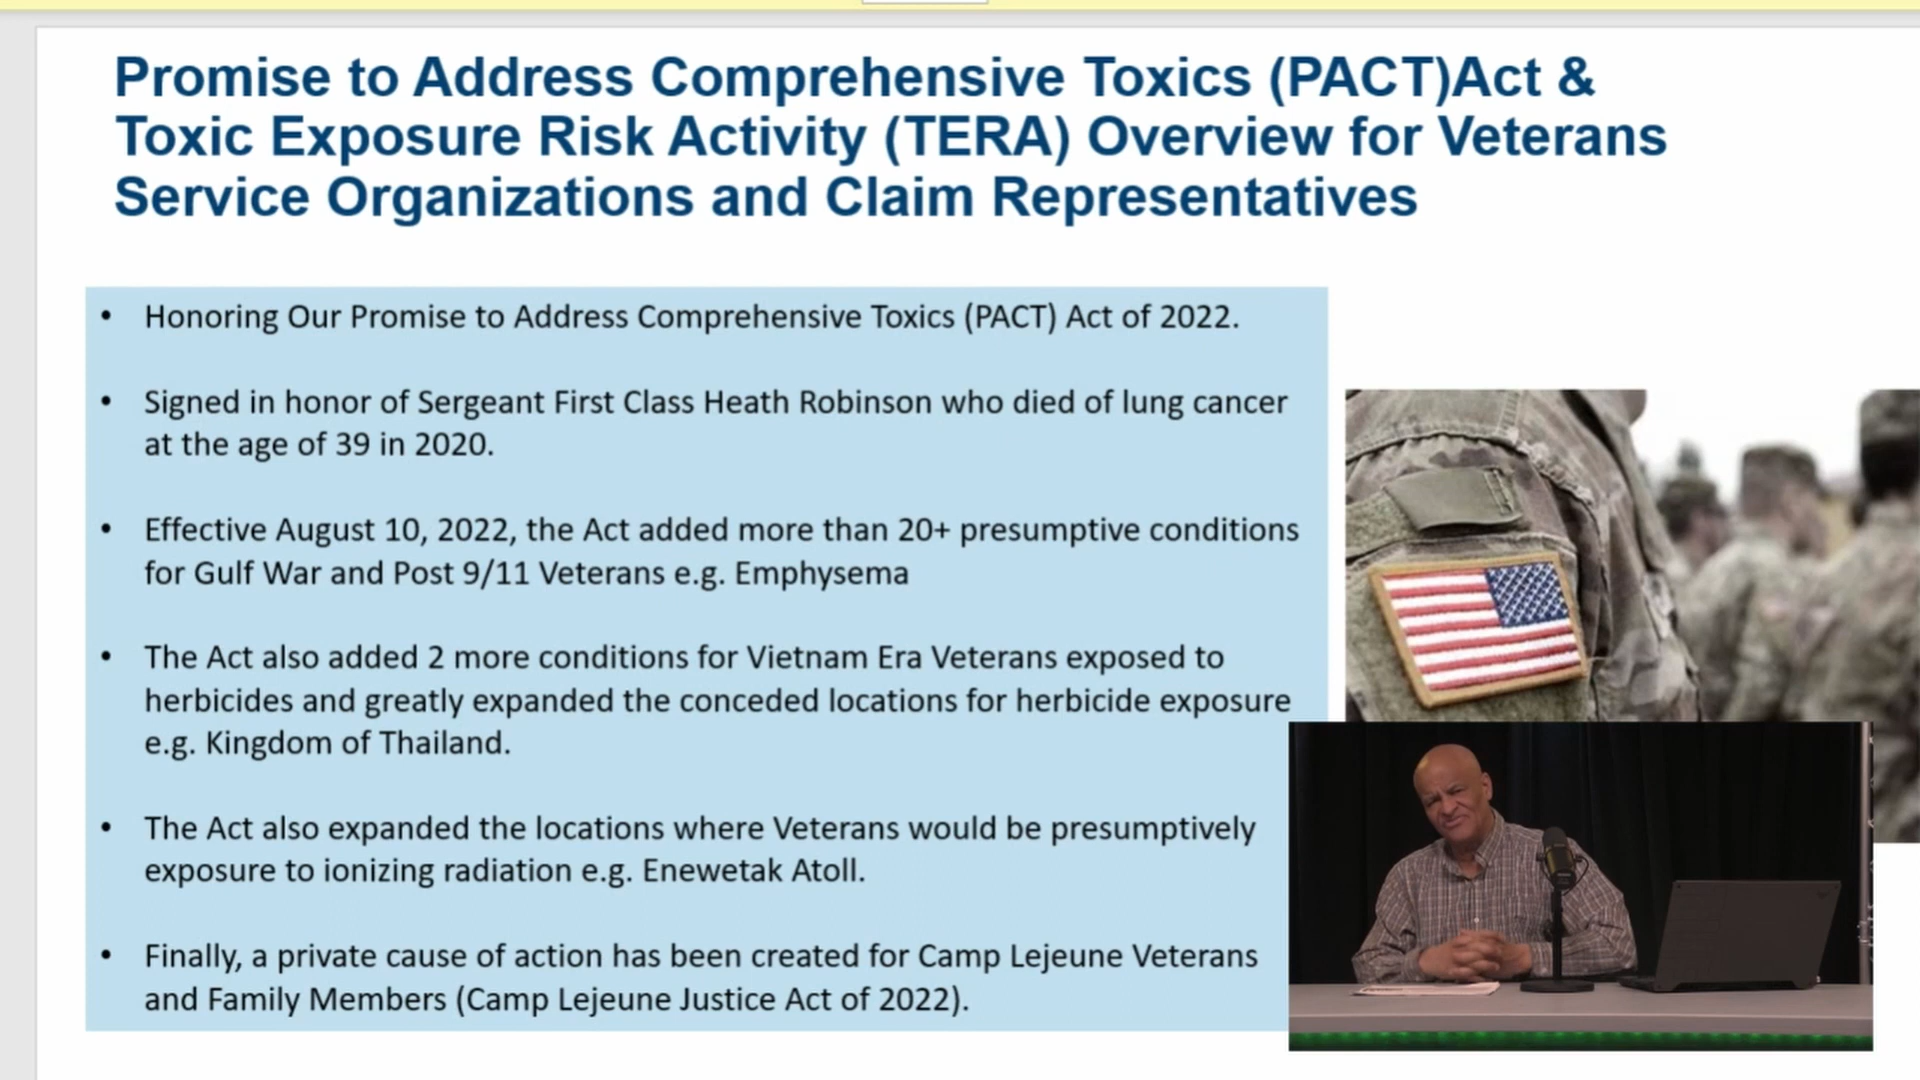 Promise to Address Comprehensive Toxics (PACT)Act &
Toxic Exposure Risk Activity (TERA) Overview for Veterans
Service Organizations and Claim Representatives
• Honoring Our Promise to Address Comprehensive Toxics (PACT) Act of 2022.
• Signed in honor of Sergeant First Class Heath Robinson who died of lung cancer
at the age of 39 in 2020.
• Effective August 10, 2022, the Act added more than 20+ presumptive conditions
for Gulf War and Post 9/11 Veterans e.g. Emphysema
• The Act also added 2 more conditions for Vietnam Era Veterans exposed to
herbicides and greatly expanded the conceded locations for herbicide exposure
e.g. Kingdom of Thailand.
• The Act also expanded the locations where Veterans would be presumptively
exposure to ionizing radiation e.g. Enewetak Atoll.
• Finally, a private cause of action has been created for Camp Lejeune Veterans
and Family Members (Camp Lejeune Justice Act of 2022).